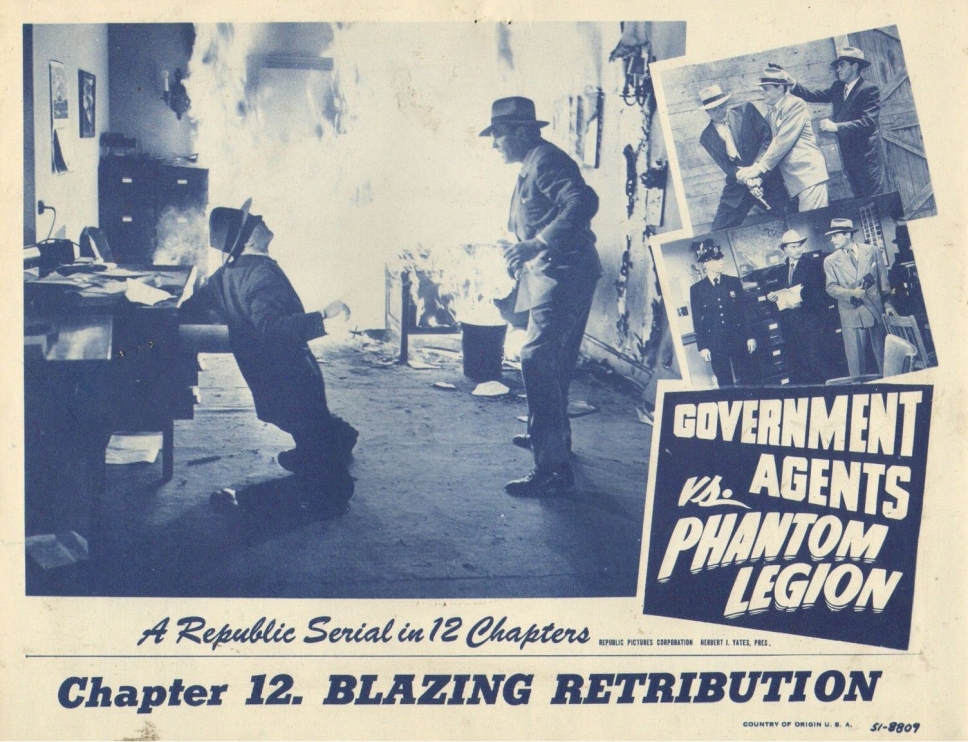 GOVERNMENT
vs. AGENTS
PHANTOM
LEGION
A Republic Serial in 12 Chapters
REPUBLIC PICTURES CORPORATION HERBERT J. YATES, PRES.
Chapter 12. BLAZING RETRIBUTION
COUNTRY OF ORIGIN U. S. A. 51-8809